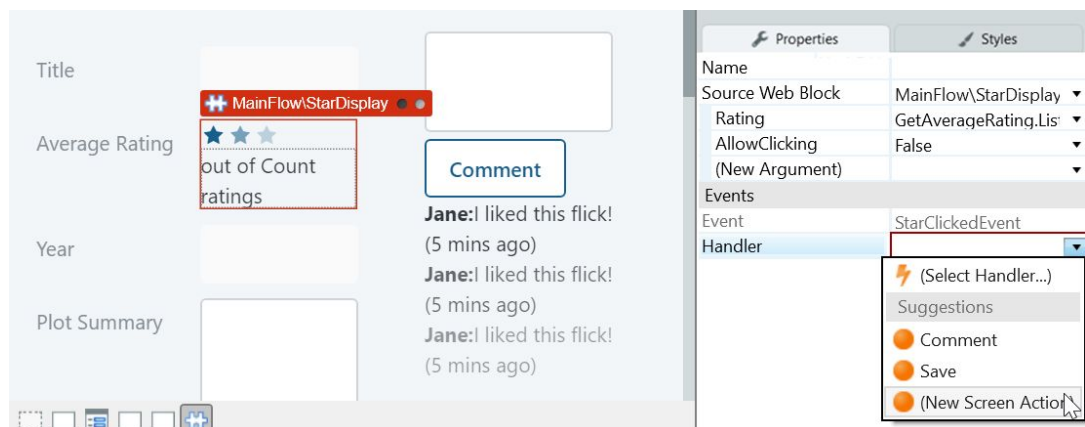 Title
MainFlow\StarDisplay
Average Rating
out of Count
ratings
Year
Plot Summary
Comment
Jane:I liked this flick!
(5 mins ago)
Jane:I liked this flick!
(5 mins ago)
Jane:I liked this flick!
(5 mins ago)
Properties
Styles
Name
Source Web Block MainFlow\StarDisplay
Rating GetAverageRating.List
AllowClicking False
(New Argument)
Events
Event StarClickedEvent
Handler
(Select Handler...)
Suggestions
Comment
Save
(New Screen Action)